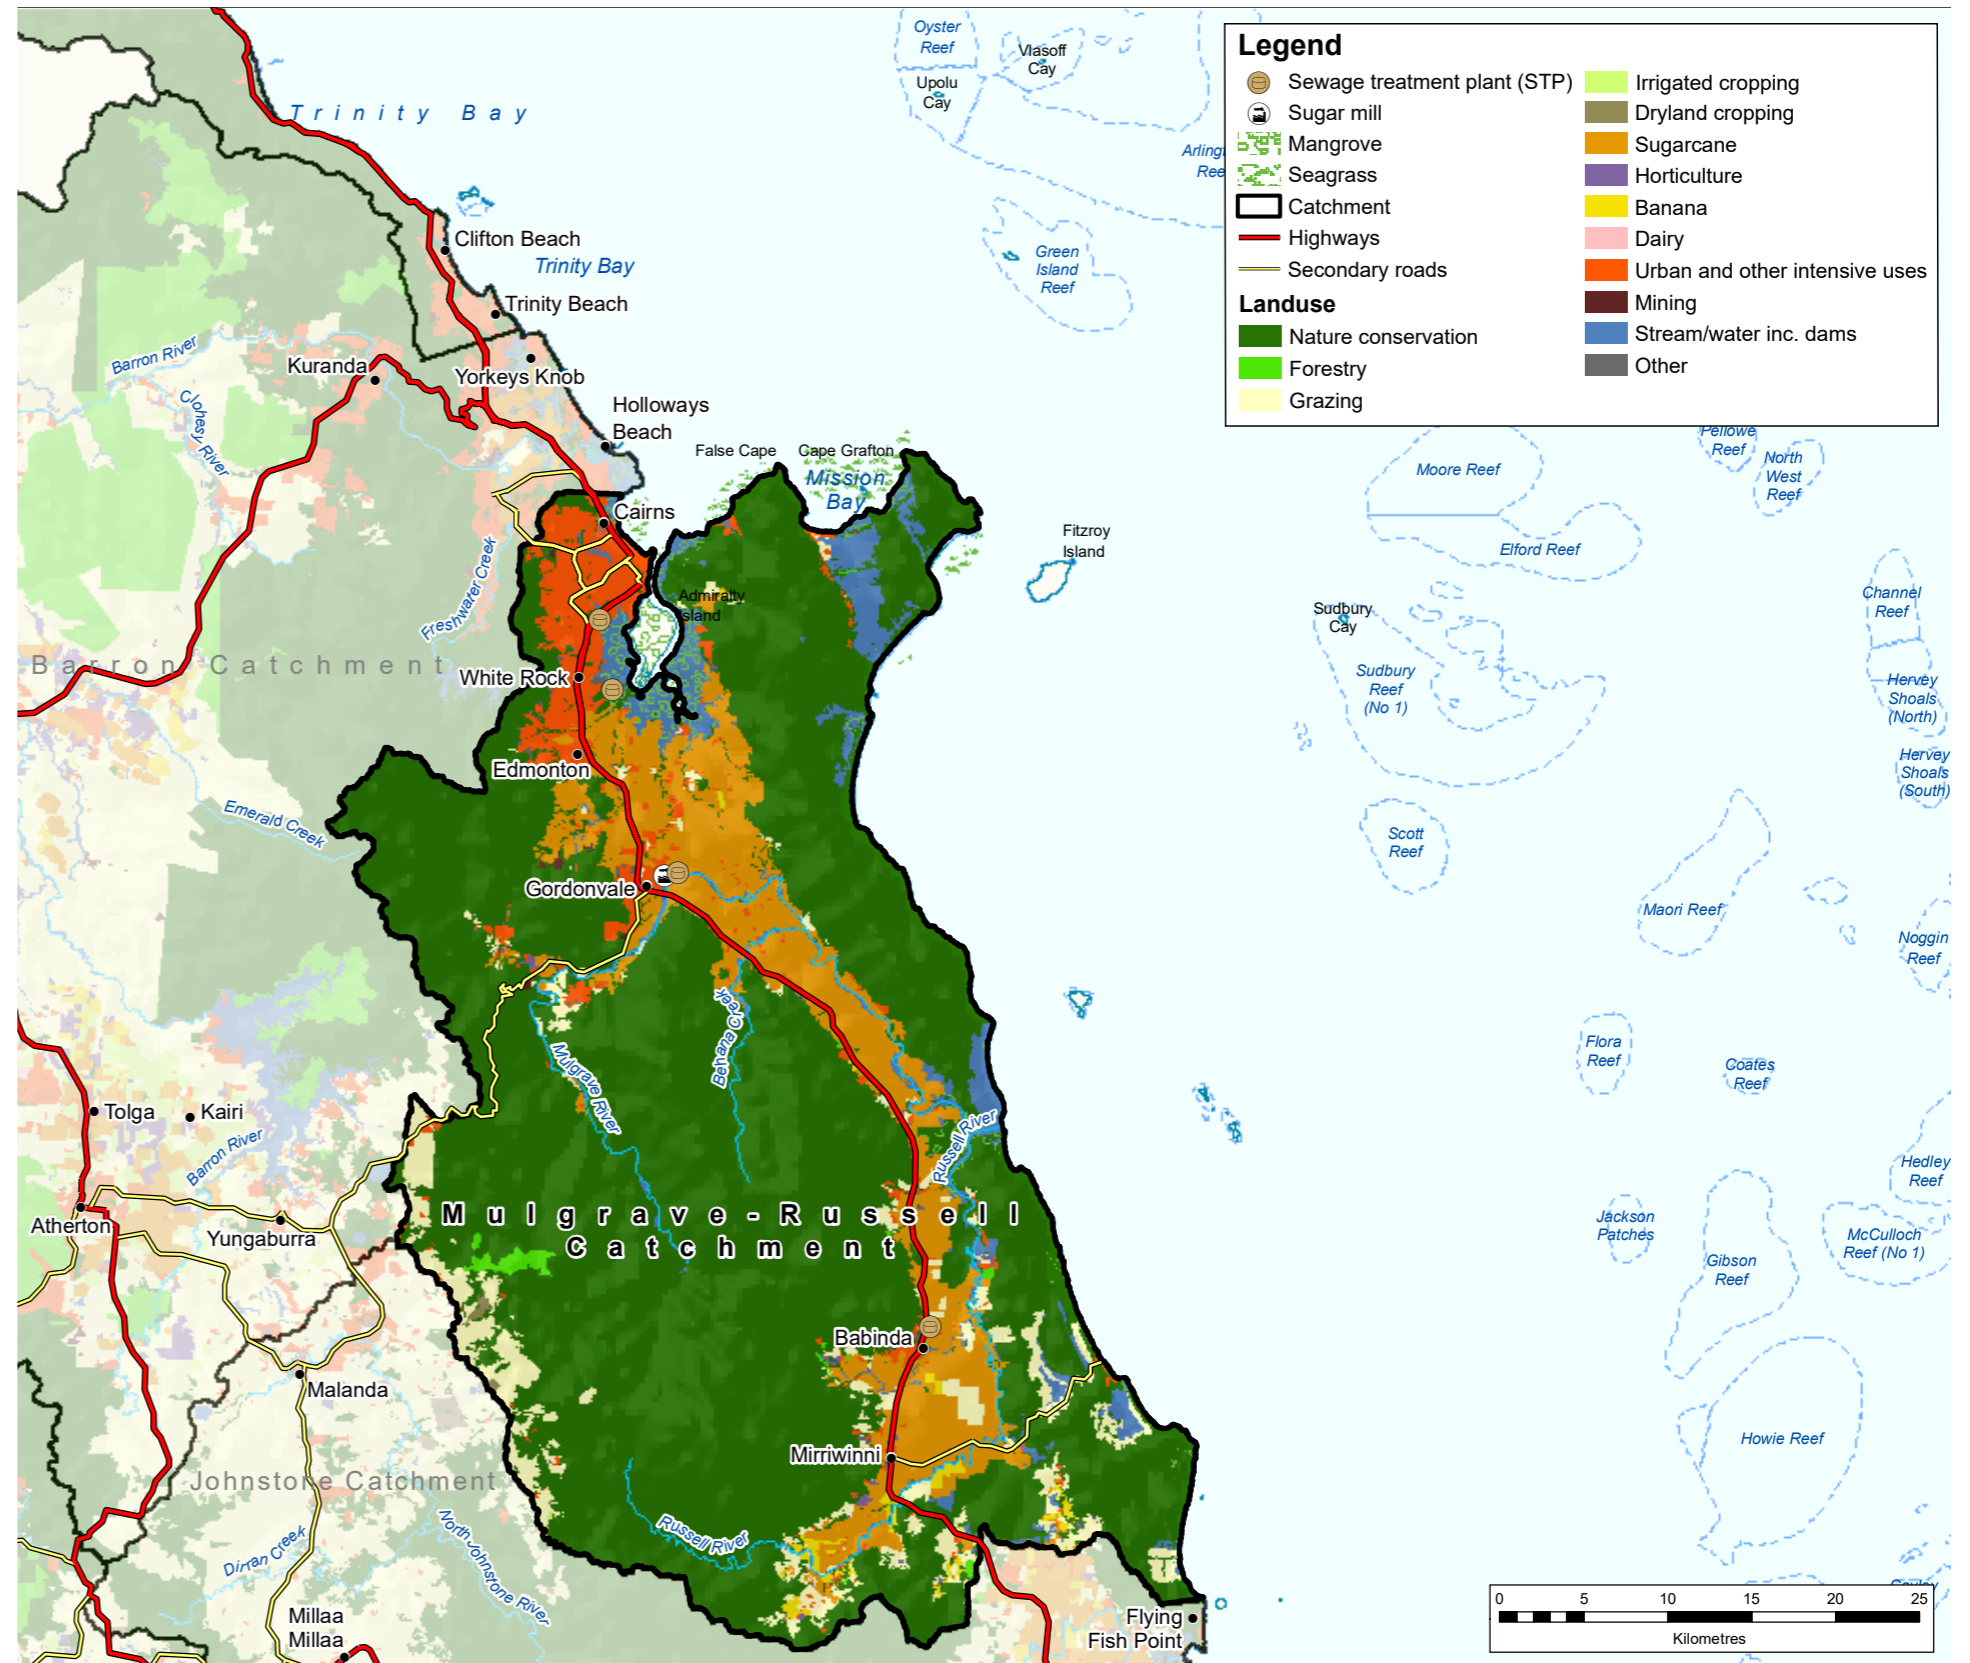 Legend
Sewage treatment plant (STP)
Sugar mill
Mangrove
Seagrass
Catchment
Highways
Secondary roads
Landuse
Nature conservation
Forestry
Grazing
Irrigated cropping
Dryland cropping
Sugarcane
Horticulture
Banana
Dairy
Urban and other intensive uses
Mining
Stream/water inc. dams
Other
Oyster
Reef
Vlasoff
Cay
Upolu
Cay
Trinity Bay
Ree
Clifton Beach
Trinity Bay
Green
Island
Reef
Trinity Beach
Barron River
Kuranda
Yorkeys Knob
Clohesy River
Holloways
Beach
False Cape
Cape Grafton
Mission
Bay
Pellowe
Reef
Moore Reef
North
West
Reef
Cairns
Fitzroy
Island
Elford Reef
Freshwater Creek
Admiralty
Island
Channel
Reef
Sudbury
Cay
Barron Catchment
White Rock
Sudbury
Reef
(No 1)
Hervey
Shoals
(North)
Edmonton
Hervey
Shoals
(South)
Emerald Creek
Scott
Reef
Gordonvale
Maori Reef
Noggin
Reef
Behana Creek
Mulgrave River
Flora
Reef
Coates
Reef
Tolga
Kairi
Barron River
Russell River
Hedley
Reef
Mulgrave-Russell
Catchment
Atherton
Yungaburra
Jackson
Patches
McCulloch
Reef (No 1)
Gibson
Reef
Babinda
Malanda
Howie Reef
Mirriwinni
Johnstone Catchment
Russell River
North Johnstone River
Dirran Creek
Millaa
Millaa
Flying
Fish Point
0 5 10 15 20 25
Kilometres